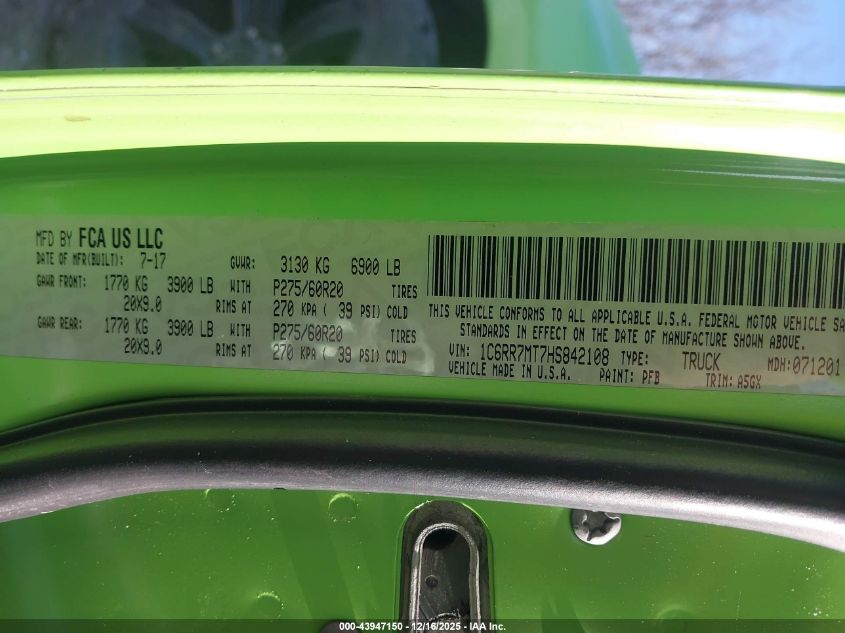 MFD BY FCA US LLC
DATE OF MFR(BUILT): 7-17 GVWR: 3130 KG 6900 LB
GAWR FRONT: 1770 KG 3900 LB WITH P275/60R20 TIRES
20X9.0 RIMS AT 270 KPA ( 39 PSI) COLD
GAWR REAR: 1770 KG 3900 LB WITH P275/60R20 TIRES
20X9.0 RIMS AT 270 KPA ( 39 PSI) COLD
THIS VEHICLE CONFORMS TO ALL APPLICABLE U.S.A. FEDERAL MOTOR VEHICLE SA
STANDARDS IN EFFECT ON THE DATE OF MANUFACTURE SHOWN ABOVE.
VIN: 1C6RR7MT7HS842108 TYPE: TRUCK MDH:071201
VEHICLE MADE IN U.S.A. PAINT: PFB TRIM: A5GX
000-43947150 - 12/16/2025 - IAA Inc.